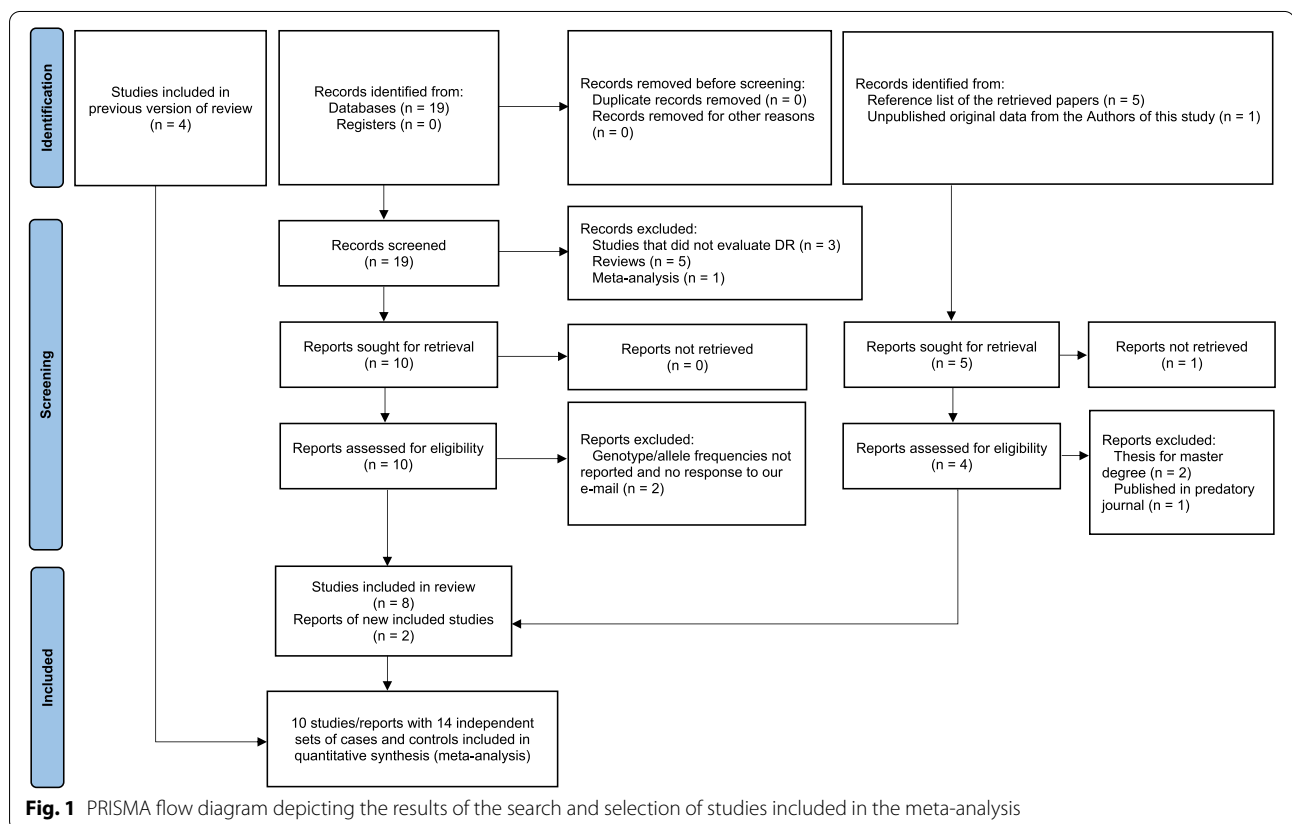 Identification
Studies included in
previous version of review
(n = 4)
Records identified from:
Databases (n = 19)
Registers (n = 0)
Records removed before screening:
Duplicate records removed (n = 0)
Records removed for other reasons
(n = 0)
Records identified from:
Reference list of the retrieved papers (n = 5)
Unpublished original data from the Authors of this study (n = 1)
Screening
Records screened
(n = 19)
Records excluded:
Studies that did not evaluate DR (n = 3)
Reviews (n = 5)
Meta-analysis (n = 1)
Reports sought for retrieval
(n = 10)
Reports not retrieved
(n = 0)
Reports sought for retrieval
(n = 5)
Reports not retrieved
(n = 1)
Reports assessed for eligibility
(n = 10)
Reports excluded:
Genotype/allele frequencies not
reported and no response to our
e-mail (n = 2)
Reports assessed for eligibility
(n = 4)
Reports excluded:
Thesis for master
degree (n = 2)
Published in predatory
journal (n = 1)
Included
Studies included in review
(n = 8)
Reports of new included studies
(n = 2)
10 studies/reports with 14 independent
sets of cases and controls included in
quantitative synthesis (meta-analysis)
Fig. 1 PRISMA flow diagram depicting the results of the search and selection of studies included in the meta-analysis